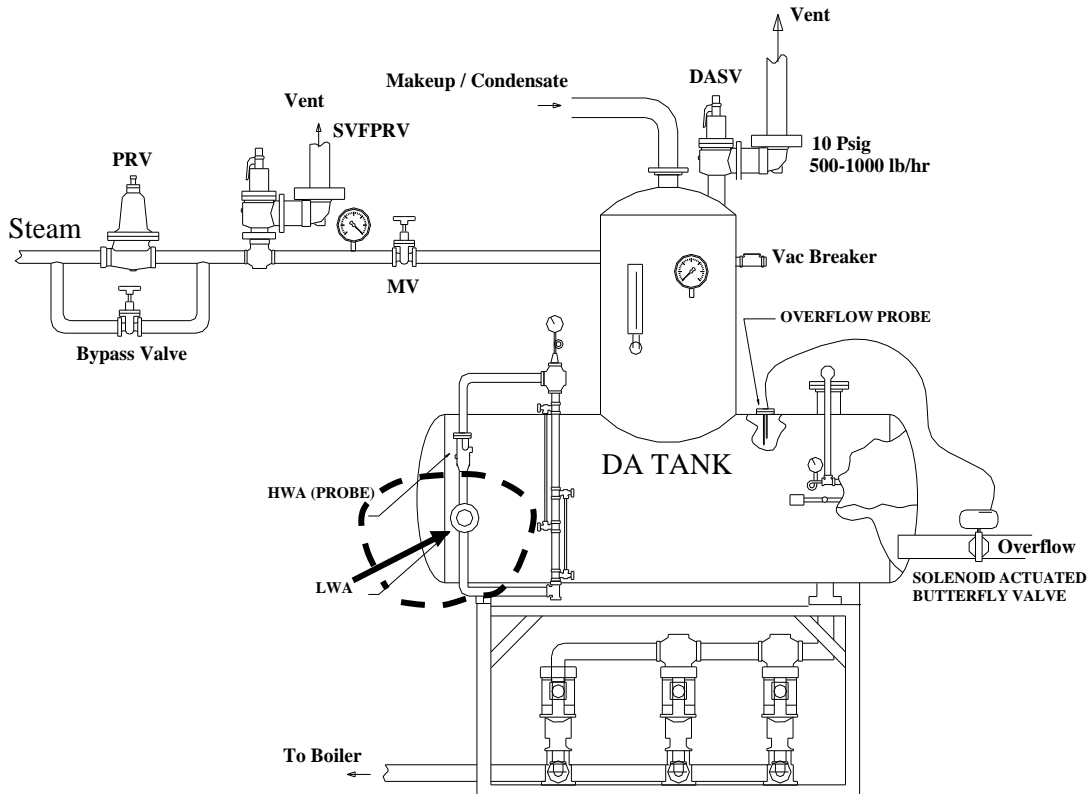 Vent
Makeup / Condensate
DASV
Vent
SVFPRV
10 Psig
500-1000 lb/hr
PRV
Steam
MV
Vac Breaker
Bypass Valve
OVERFLOW PROBE
DA TANK
HWA (PROBE)
LWA
Overflow
SOLENOID ACTUATED
BUTTERFLY VALVE
To Boiler